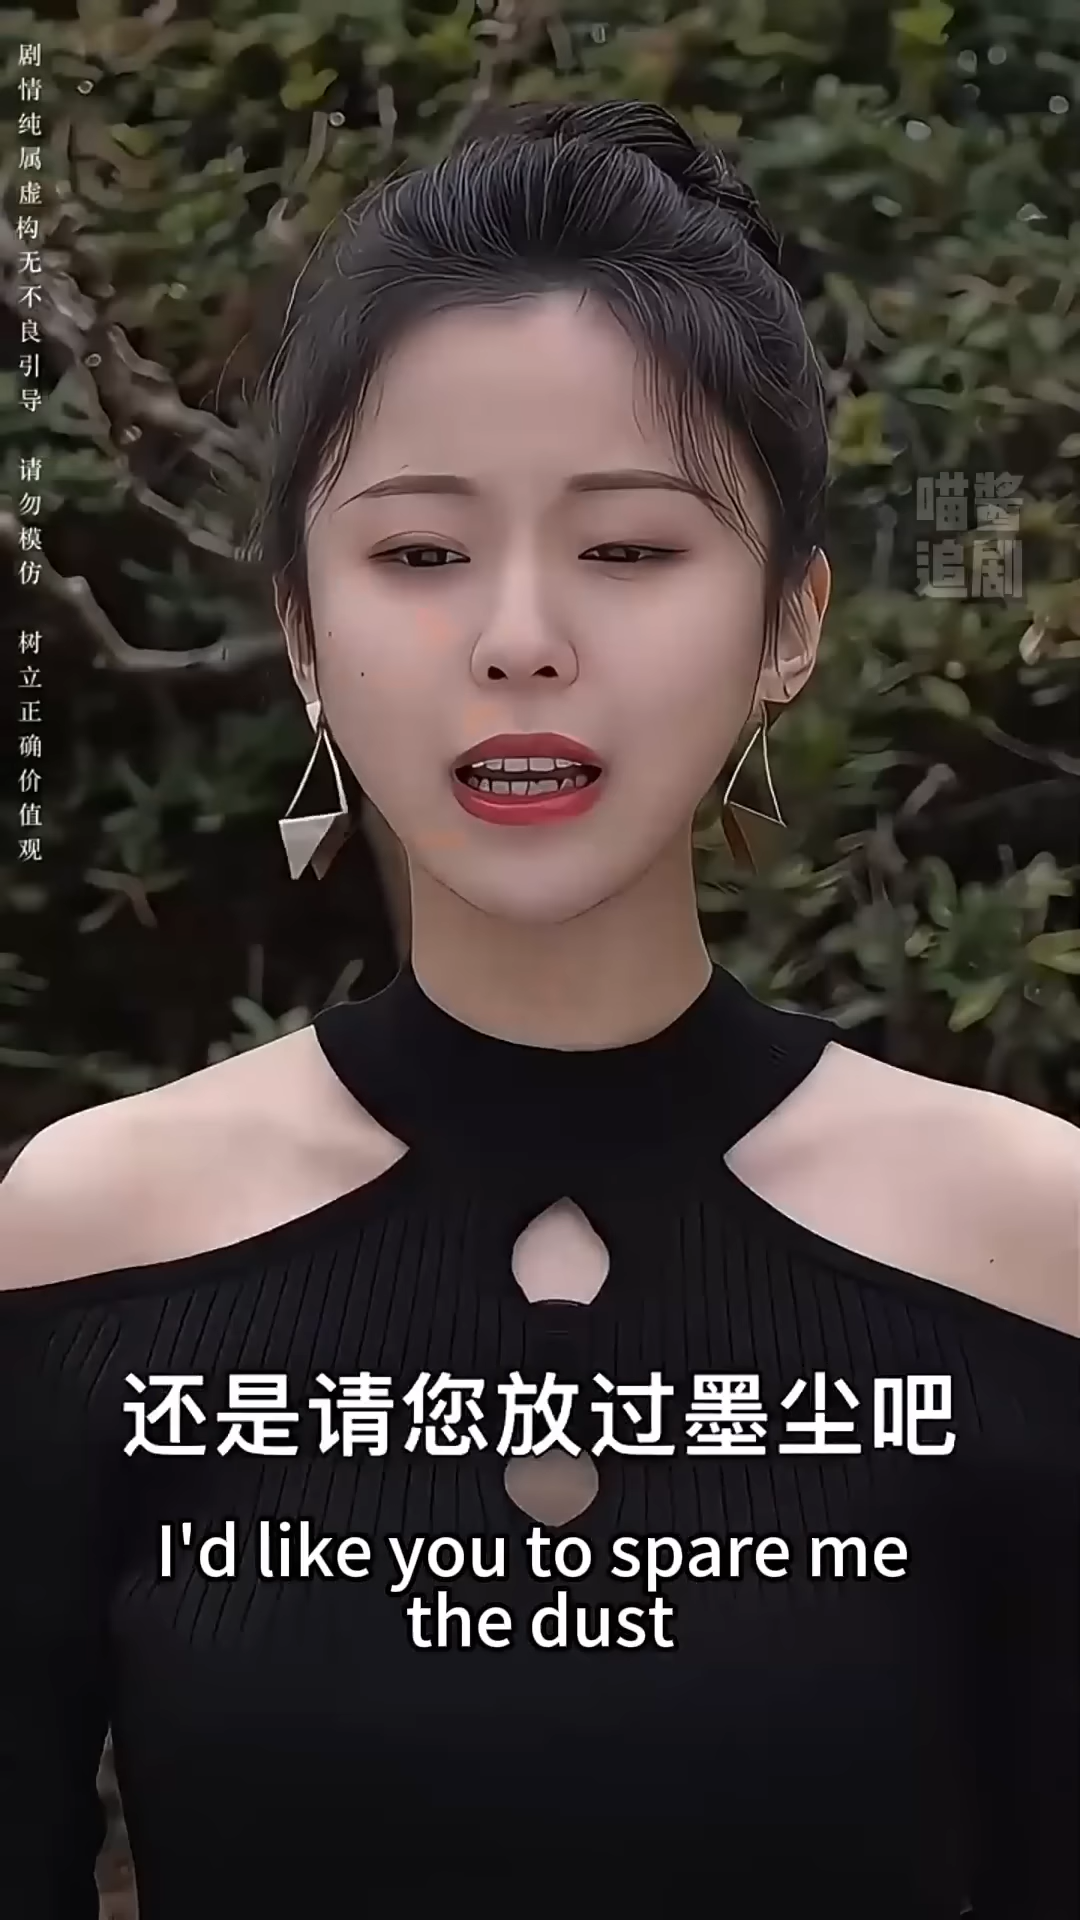 剧情纯属虚构无不良引导 请勿模仿 树立正确价值观
喵酱
追剧
还是请您放过墨尘吧
I'd like you to spare me
the dust